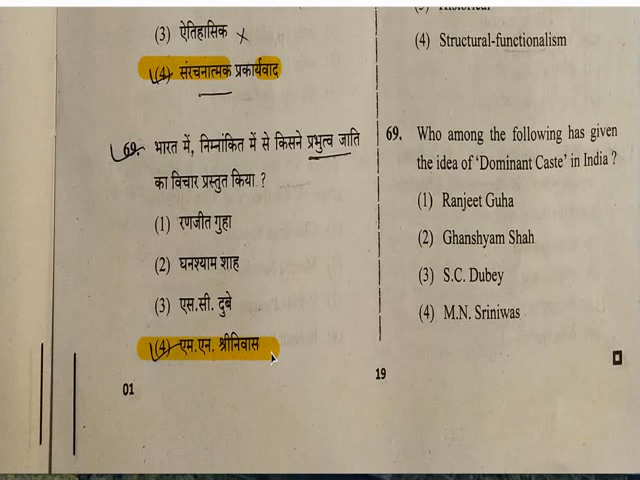 (3) ऐतिहासिक
(4) संरचनात्मक प्रकार्यवाद
69. भारत में, निम्नांकित में से किसने प्रभुत्व जाति
का विचार प्रस्तुत किया ?
(1) रणजीत गुहा
(2) घनश्याम शाह
(3) एस.सी. दुबे
(4) एम.एन. श्रीनिवास
01
(3) Historical
(4) Structural-functionalism
69. Who among the following has given
the idea of 'Dominant Caste' in India ?
(1) Ranjeet Guha
(2) Ghanshyam Shah
(3) S.C. Dubey
(4) M.N. Sriniwas
19